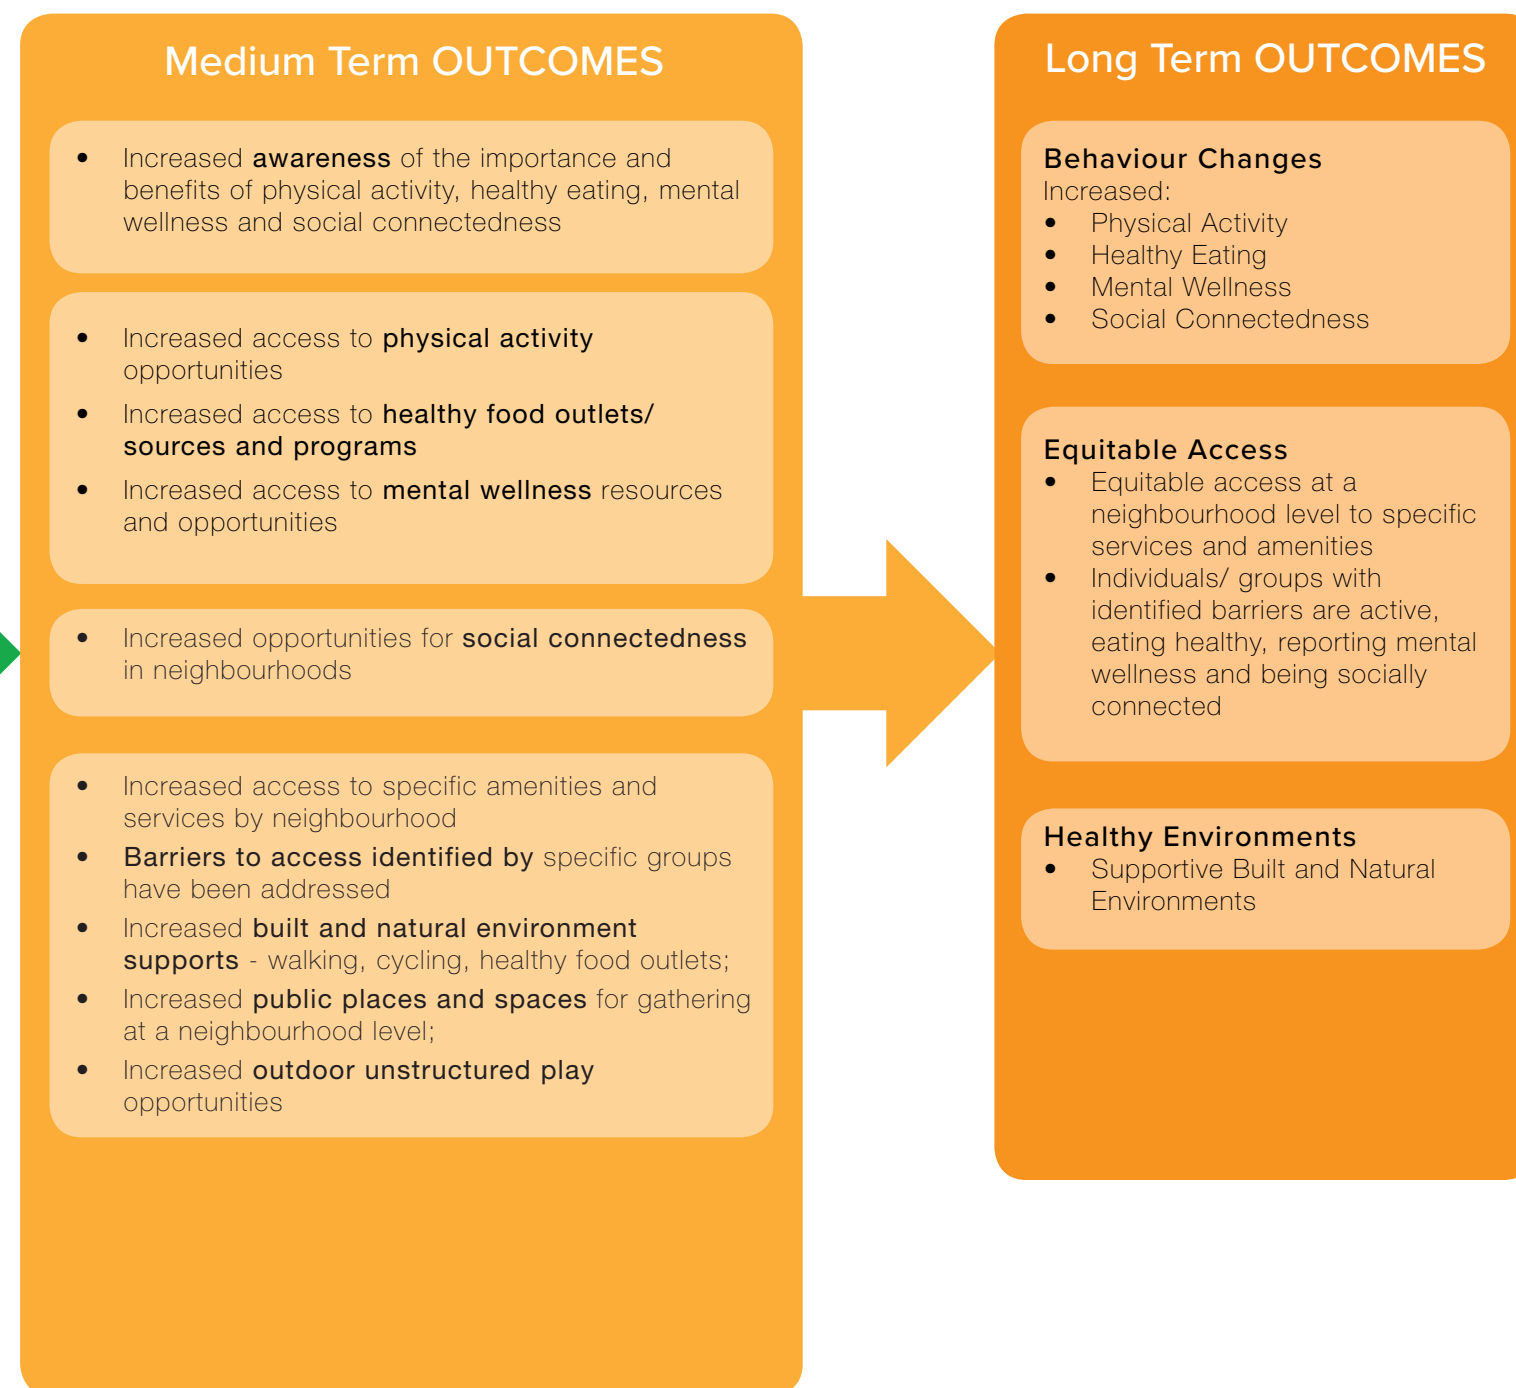 Medium Term OUTCOMES
• Increased awareness of the importance and
benefits of physical activity, healthy eating, mental
wellness and social connectedness
• Increased access to physical activity
opportunities
• Increased access to healthy food outlets/
sources and programs
• Increased access to mental wellness resources
and opportunities
• Increased opportunities for social connectedness
in neighbourhoods
• Increased access to specific amenities and
services by neighbourhood
• Barriers to access identified by specific groups
have been addressed
• Increased built and natural environment
supports - walking, cycling, healthy food outlets;
• Increased public places and spaces for gathering
at a neighbourhood level;
• Increased outdoor unstructured play
opportunities
Long Term OUTCOMES
Behaviour Changes
Increased:
• Physical Activity
• Healthy Eating
• Mental Wellness
• Social Connectedness
Equitable Access
• Equitable access at a
neighbourhood level to specific
services and amenities
• Individuals/ groups with
identified barriers are active,
eating healthy, reporting mental
wellness and being socially
connected
Healthy Environments
• Supportive Built and Natural
Environments